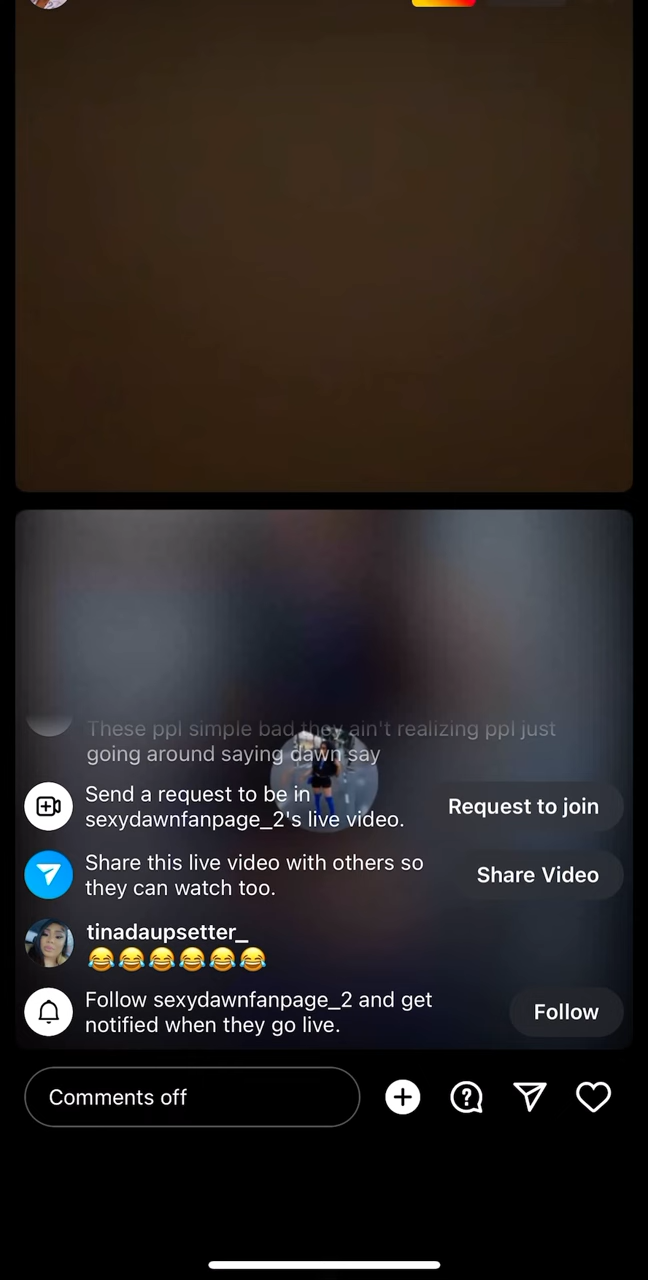 These ppl simple bad they ain't realizing ppl just
going around saying dawn say
Send a request to be in
sexydawnfanpage_2's live video.
Request to join
Share this live video with others so
they can watch too.
Share Video
tinadaupsetter_
😂😂😂😂😂😂
Follow sexydawnfanpage_2 and get
notified when they go live.
Follow
Comments off